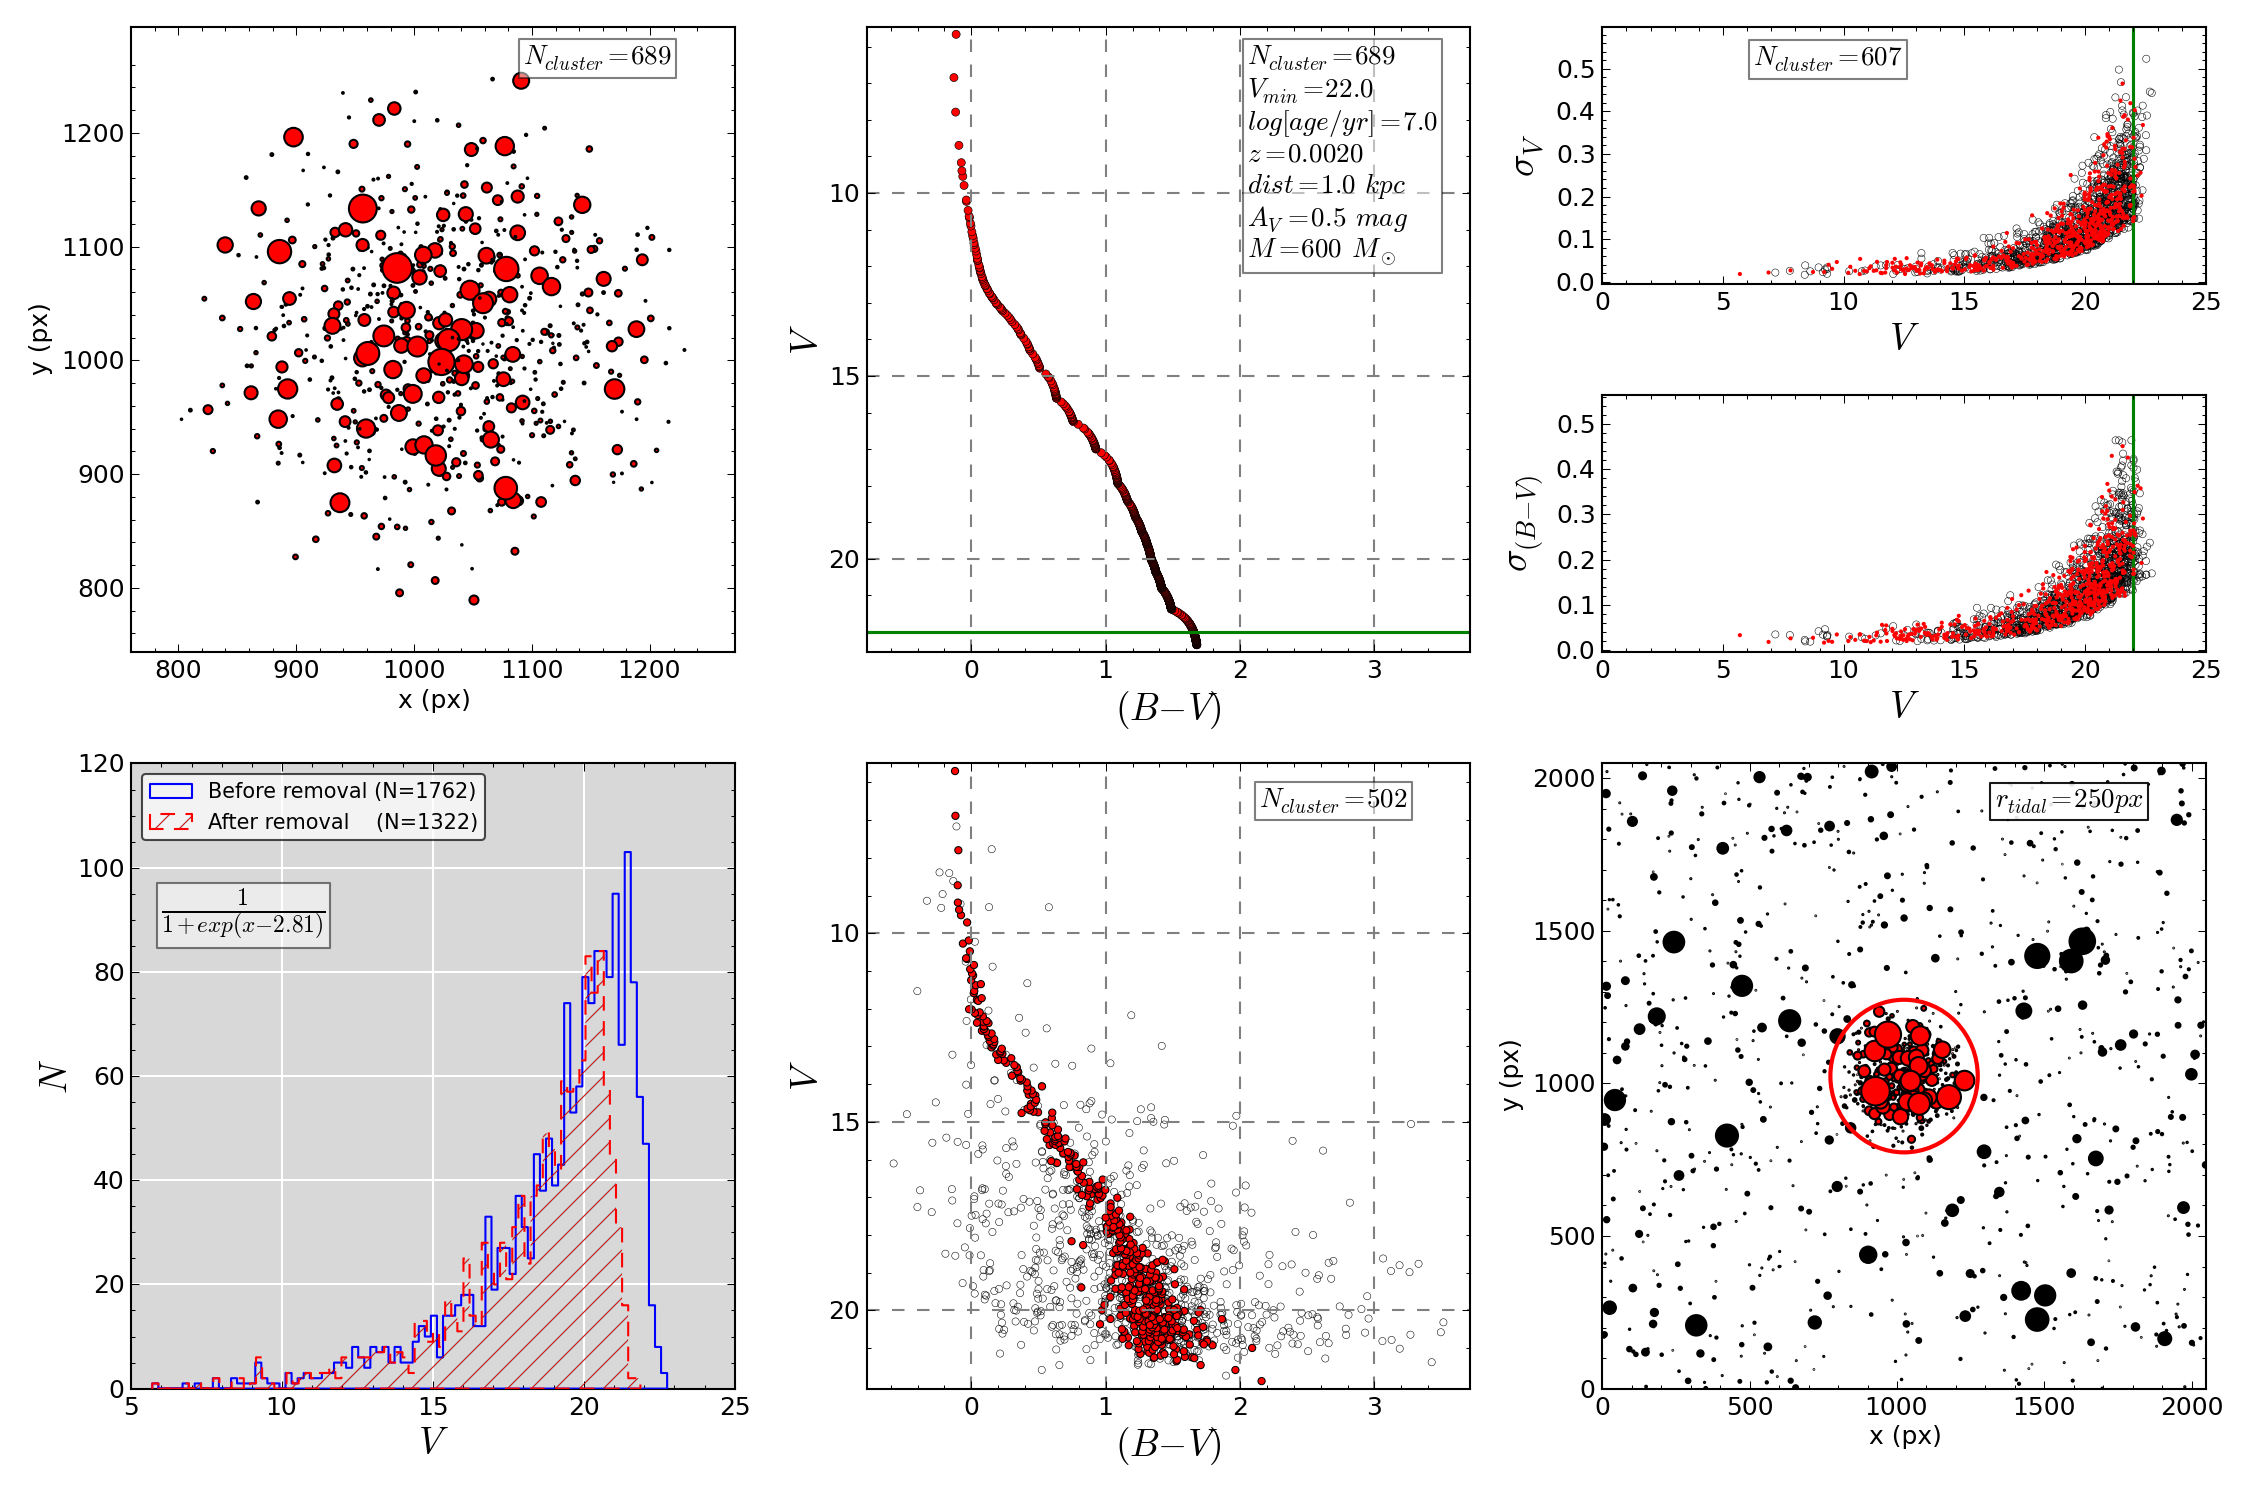 N_cluster=689
1200
1100
1000
900
800
y (px)
800 900 1000 1100 1200
x (px)
N_cluster=689
V_min=22.0
log[age/yr]=7.0
z=0.0020
dist=1.0 kpc
A_V=0.5 mag
M=600 M_⊙
10
15
20
V
0 1 2 3
(B−V)
N_cluster=607
0.5
0.4
0.3
0.2
0.1
0.0
σ_V
0 5 10 15 20 25
V
0.5
0.4
0.3
0.2
0.1
0.0
σ_(B−V)
0 5 10 15 20 25
V
120
100
80
60
40
20
0
N
Before removal (N=1762)
After removal (N=1322)
1
1+exp(x−2.81)
5 10 15 20 25
V
N_cluster=502
10
15
20
V
0 1 2 3
(B−V)
r_tidal=250px
2000
1500
1000
500
0
y (px)
0 500 1000 1500 2000
x (px)